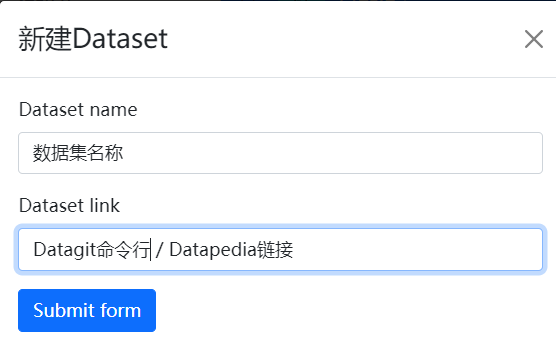 新建Dataset
Dataset name
数据集名称
Dataset link
Datagit命令行 / Datapedia链接
Submit form